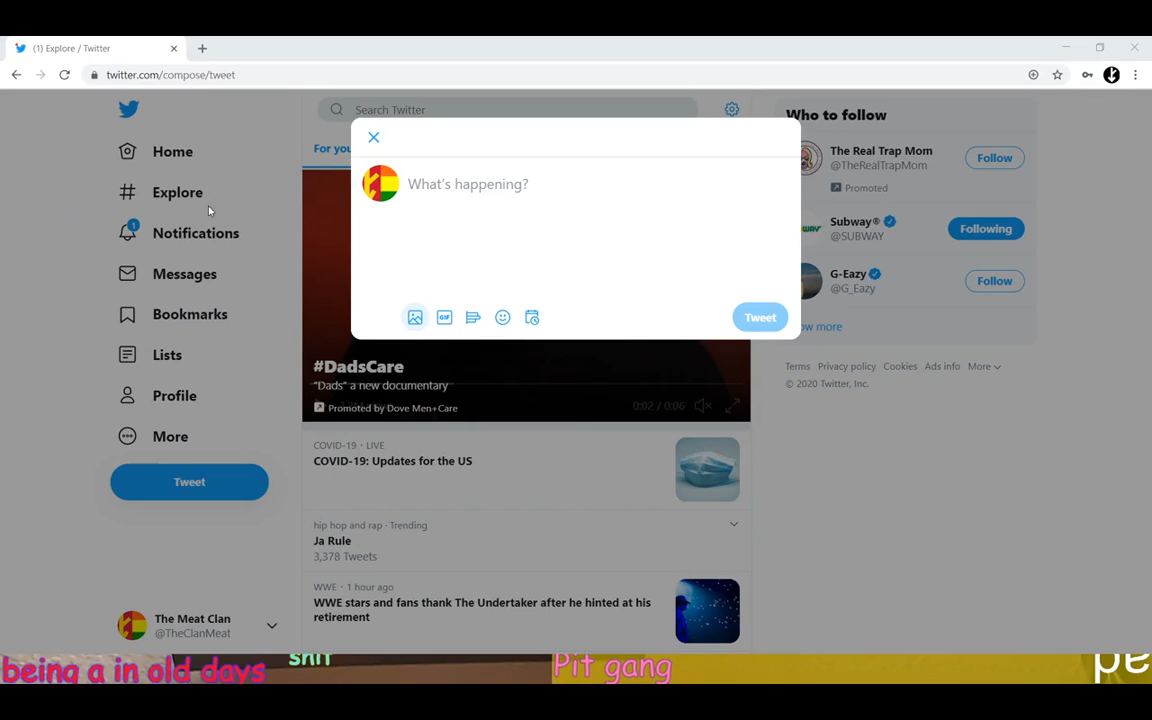 (1) Explore / Twitter
twitter.com/compose/tweet
Home
Explore
1
Notifications
Messages
Bookmarks
Lists
Profile
More
Tweet
The Meat Clan
@TheClanMeat
Search Twitter
For you
What's happening?
GIF
Tweet
#DadsCare
"Dads" a new documentary
Promoted by Dove Men+Care
0:02 / 0:06
COVID-19 · LIVE
COVID-19: Updates for the US
hip hop and rap · Trending
Ja Rule
3,378 Tweets
WWE · 1 hour ago
WWE stars and fans thank The Undertaker after he hinted at his
retirement
Who to follow
The Real Trap Mom
@TheRealTrapMom
Promoted
Follow
Subway®
@SUBWAY
Following
G-Eazy
@G_Eazy
Follow
more
Terms Privacy policy Cookies Ads info More
© 2020 Twitter, Inc.
being a in old days
shit
Pit gang